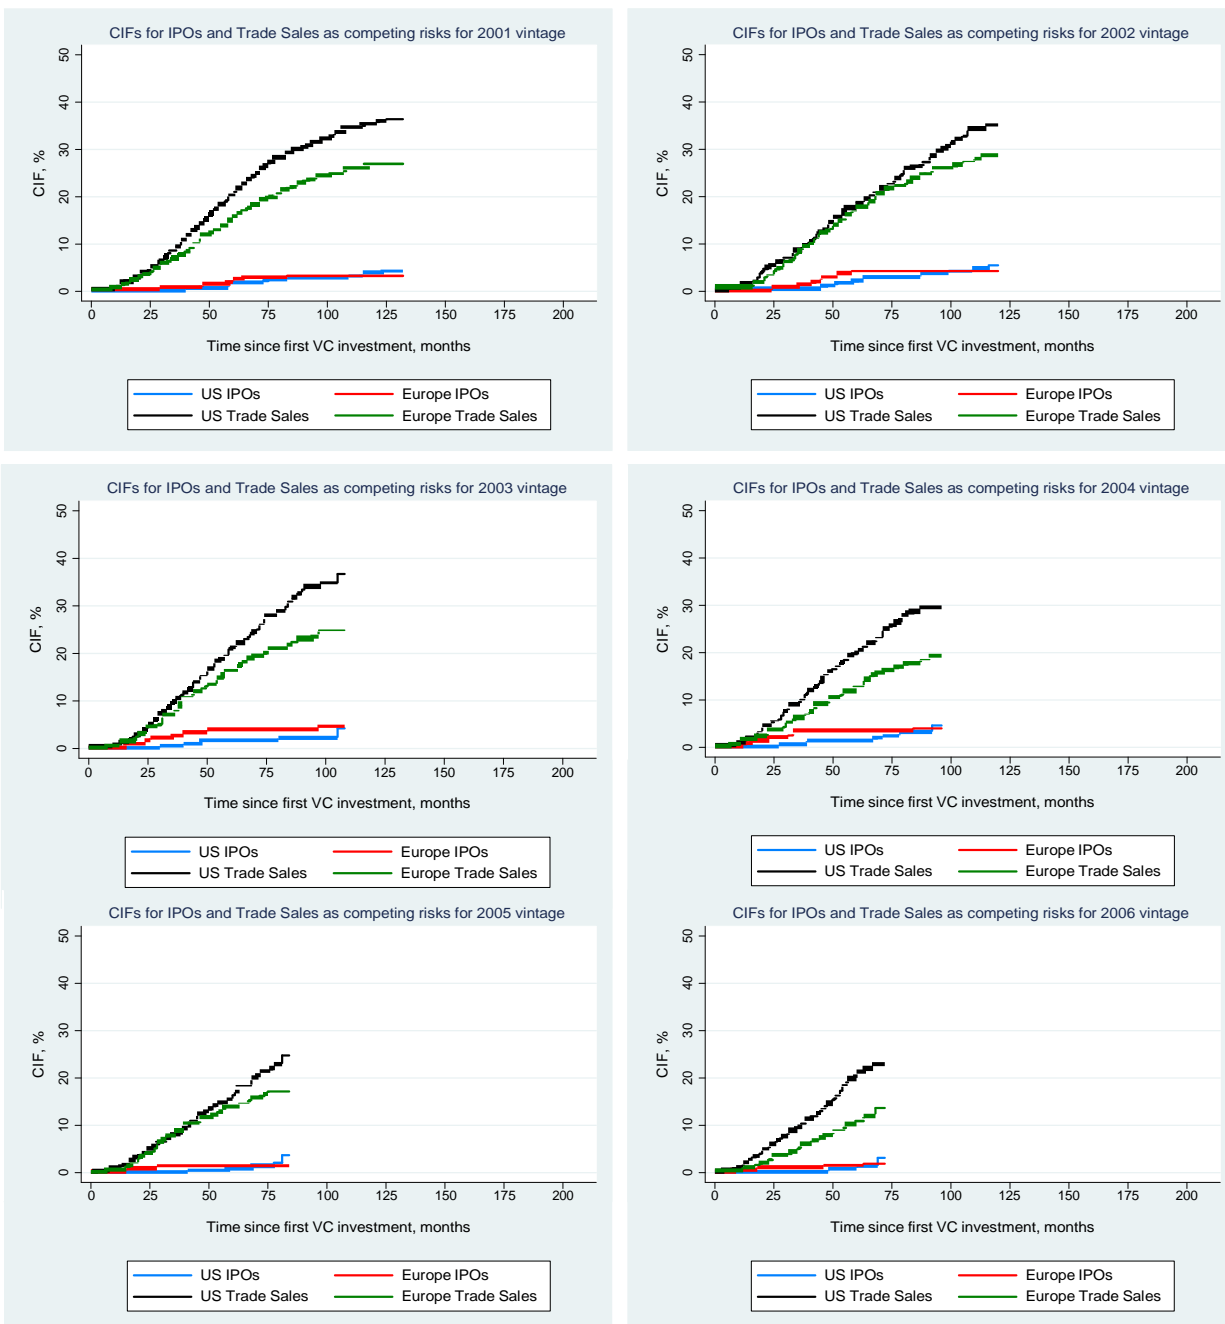 CIFs for IPOs and Trade Sales as competing risks for 2001 vintage
50
40
30
20
10
0
CIF, %
0 25 50 75 100 125 150 175 200
Time since first VC investment, months
US IPOs Europe IPOs
US Trade Sales Europe Trade Sales
CIFs for IPOs and Trade Sales as competing risks for 2002 vintage
50
40
30
20
10
0
CIF, %
0 25 50 75 100 125 150 175 200
Time since first VC investment, months
US IPOs Europe IPOs
US Trade Sales Europe Trade Sales
CIFs for IPOs and Trade Sales as competing risks for 2003 vintage
50
40
30
20
10
0
CIF, %
0 25 50 75 100 125 150 175 200
Time since first VC investment, months
US IPOs Europe IPOs
US Trade Sales Europe Trade Sales
CIFs for IPOs and Trade Sales as competing risks for 2004 vintage
50
40
30
20
10
0
CIF, %
0 25 50 75 100 125 150 175 200
Time since first VC investment, months
US IPOs Europe IPOs
US Trade Sales Europe Trade Sales
CIFs for IPOs and Trade Sales as competing risks for 2005 vintage
50
40
30
20
10
0
CIF, %
0 25 50 75 100 125 150 175 200
Time since first VC investment, months
US IPOs Europe IPOs
US Trade Sales Europe Trade Sales
CIFs for IPOs and Trade Sales as competing risks for 2006 vintage
50
40
30
20
10
0
CIF, %
0 25 50 75 100 125 150 175 200
Time since first VC investment, months
US IPOs Europe IPOs
US Trade Sales Europe Trade Sales